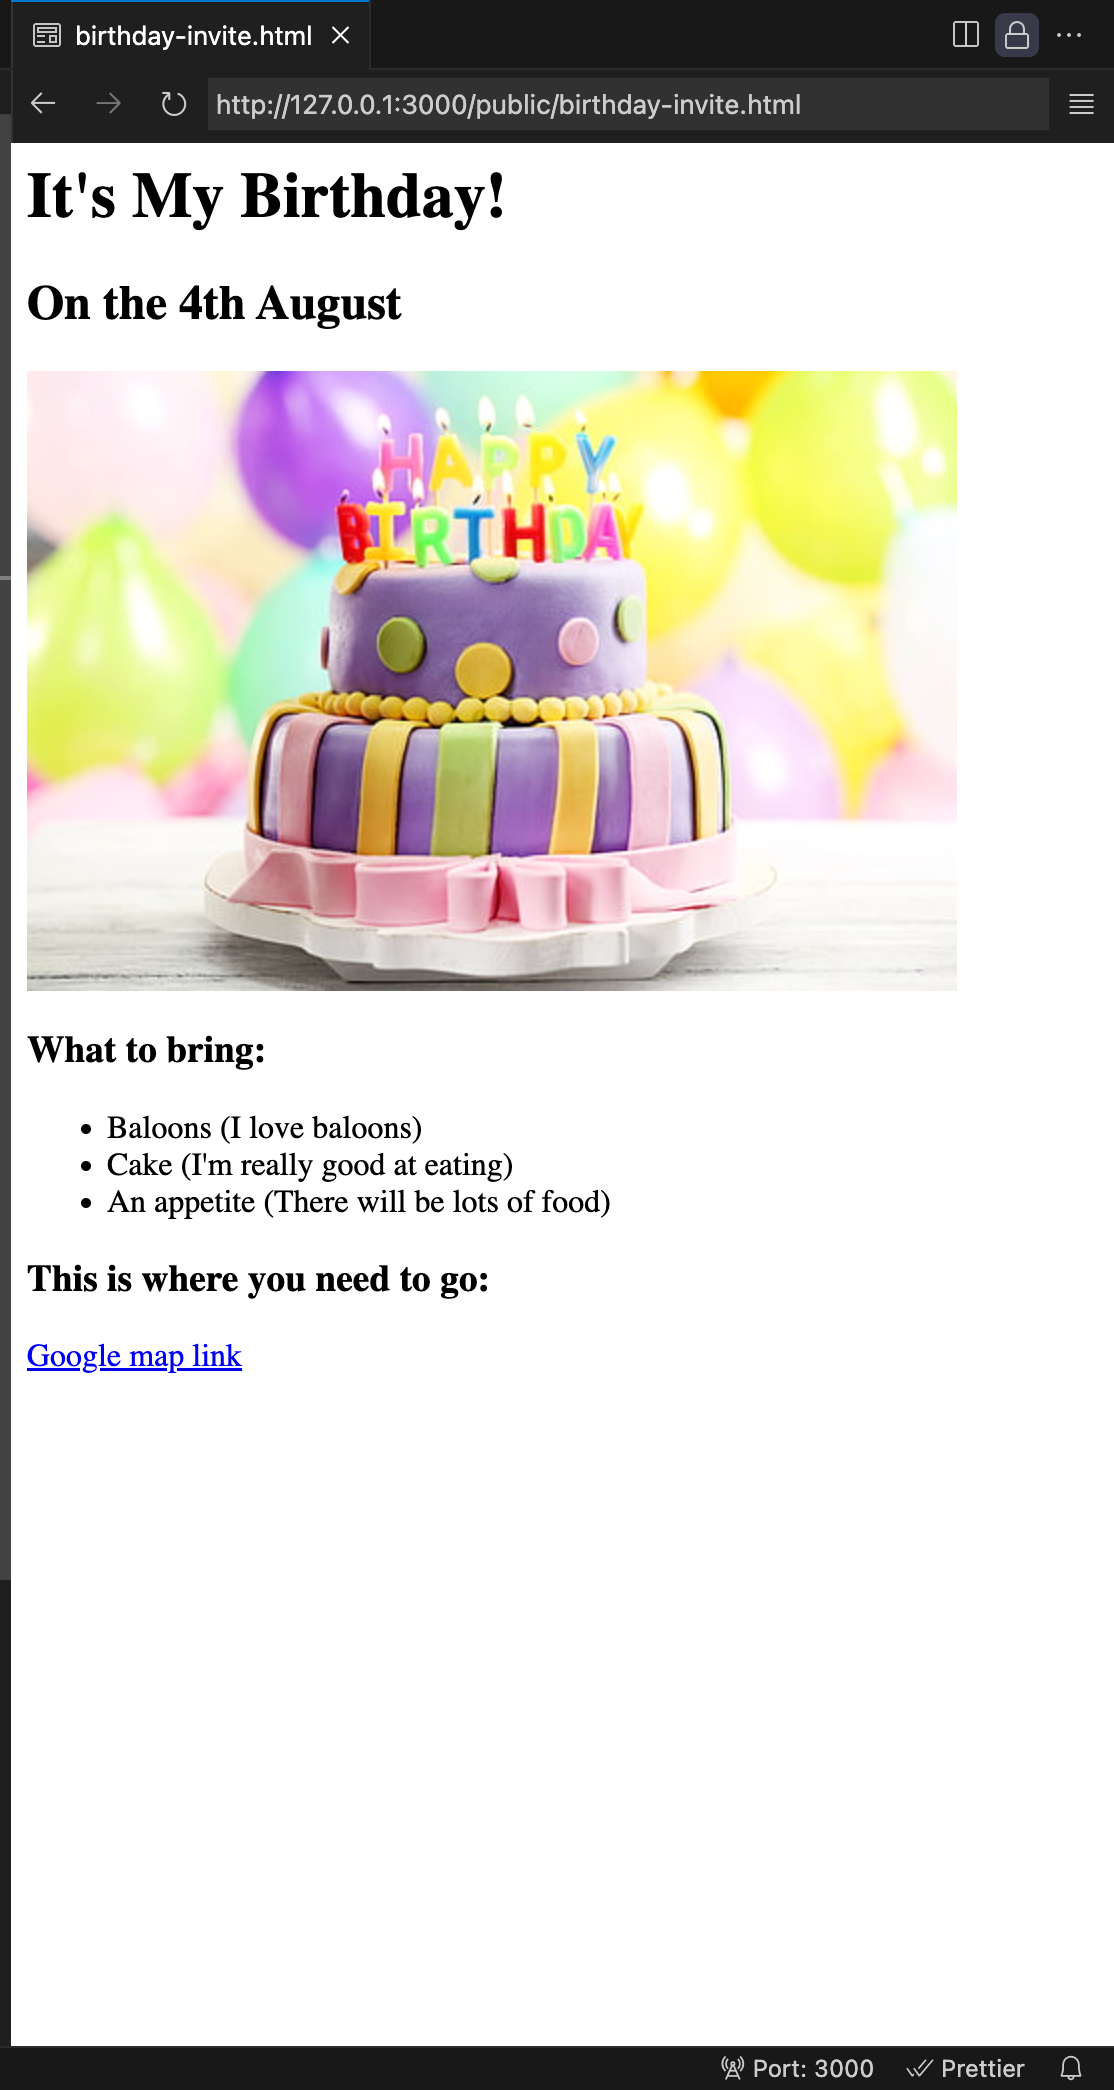 birthday-invite.html
http://127.0.0.1:3000/public/birthday-invite.html
It's My Birthday!
On the 4th August
HAPPY
BIRTHDAY
What to bring:
Baloons (I love baloons)
Cake (I'm really good at eating)
An appetite (There will be lots of food)
This is where you need to go:
Google map link
Port: 3000 Prettier